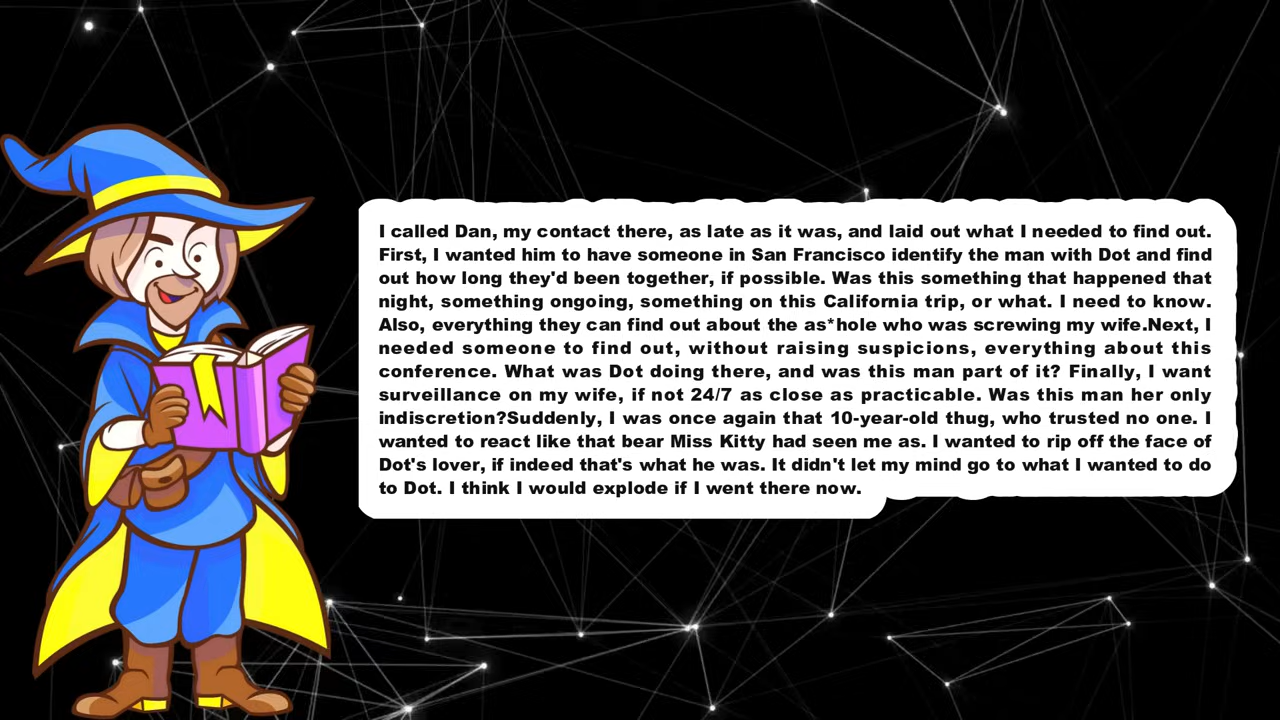 I called Dan, my contact there, as late as it was, and laid out what I needed to find out.
First, I wanted him to have someone in San Francisco identify the man with Dot and find
out how long they'd been together, if possible. Was this something that happened that
night, something ongoing, something on this California trip, or what. I need to know.
Also, everything they can find out about the as*hole who was screwing my wife.Next, I
needed someone to find out, without raising suspicions, everything about this
conference. What was Dot doing there, and was this man part of it? Finally, I want
surveillance on my wife, if not 24/7 as close as practicable. Was this man her only
indiscretion?Suddenly, I was once again that 10-year-old thug, who trusted no one. I
wanted to react like that bear Miss Kitty had seen me as. I wanted to rip off the face of
Dot's lover, if indeed that's what he was. It didn't let my mind go to what I wanted to do
to Dot. I think I would explode if I went there now.